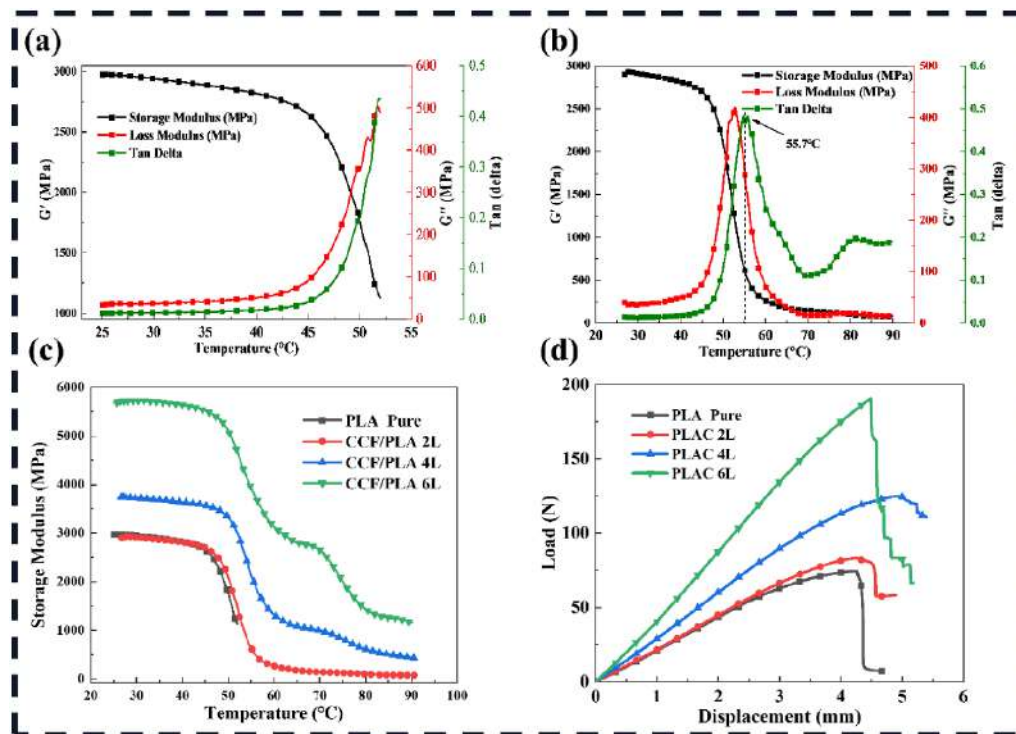 (a)
3000
2500
2000
1500
1000
G' (MPa)
Storage Modulus (MPa)
Loss Modulus (MPa)
Tan Delta
600
500
400
300
200
100
0
G'' (MPa)
0.5
0.4
0.3
0.2
0.1
0.0
Tan (delta)
25 30 35 40 45 50 55
Temperature (°C)
(b)
3000
2500
2000
1500
1000
500
0
G' (MPa)
Storage Modulus (MPa)
Loss Modulus (MPa)
Tan Delta
55.7°C
500
400
300
200
100
0
G'' (MPa)
0.6
0.5
0.4
0.3
0.2
0.1
0.0
Tan (delta)
20 30 40 50 60 70 80 90
Temperature (°C)
(c)
6000
5000
4000
3000
2000
1000
0
Storage Modulus (MPa)
PLA Pure
CCF/PLA 2L
CCF/PLA 4L
CCF/PLA 6L
20 30 40 50 60 70 80 90 100
Temperature (°C)
(d)
200
150
100
50
0
Load (N)
PLA Pure
PLAC 2L
PLAC 4L
PLAC 6L
0 1 2 3 4 5 6
Displacement (mm)